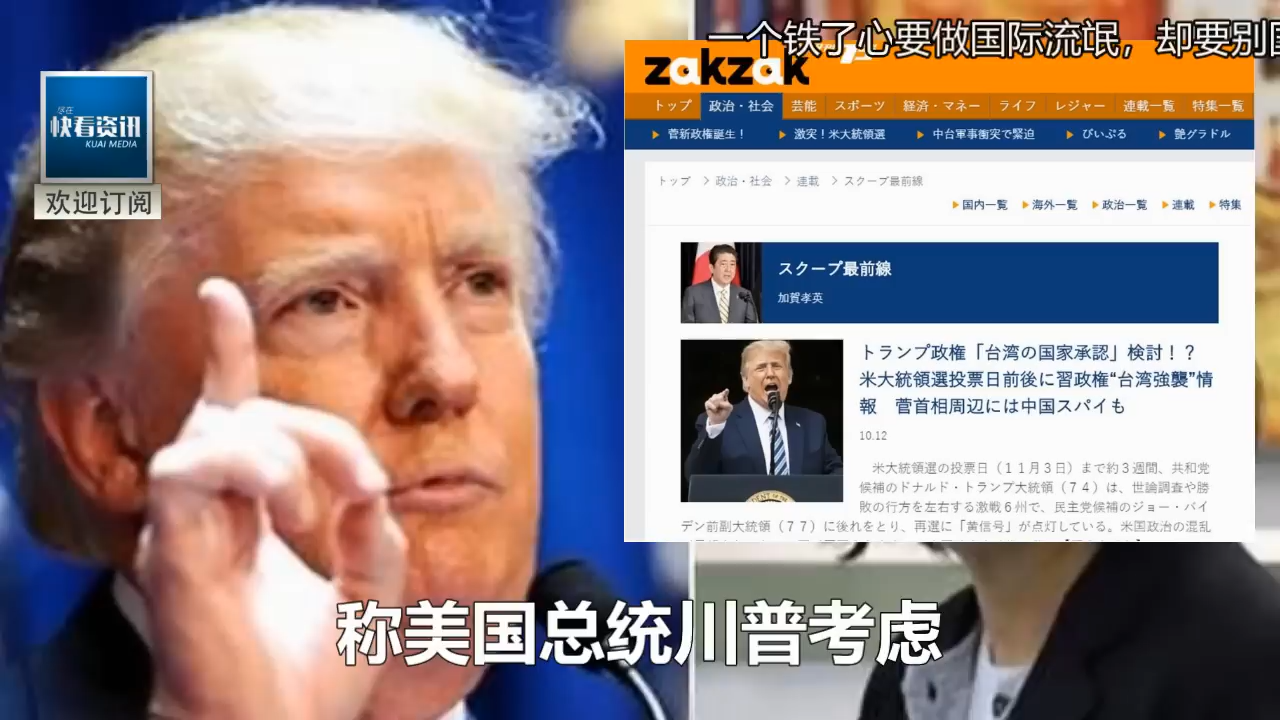 一个铁了心要做国际流氓，却要别国
尽在
快看资讯
KUAI MEDIA
欢迎订阅
zakzak
トップ 政治・社会 芸能 スポーツ 経済・マネー ライフ レジャー 連載一覧 特集一覧
菅新政権誕生！ 激突！米大統領選 中台軍事衝突で緊迫 ぴいぷる 艶グラドル
トップ 政治・社会 連載 スクープ最前線
国内一覧 海外一覧 政治一覧 連載 特集
スクープ最前線
加賀孝英
トランプ政権「台湾の国家承認」検討！？
米大統領選投票日前後に習政権“台湾強襲”情
報　菅首相周辺には中国スパイも
10.12
米大統領選の投票日（１１月３日）まで約３週間、共和党
候補のドナルド・トランプ大統領（７４）は、世論調査や勝
敗の行方を左右する激戦６州で、民主党候補のジョー・バイ
デン前副大統領（７７）に後れをとり、再選に「黄信号」が点灯している。米国政治の混乱
称美国总统川普考虑